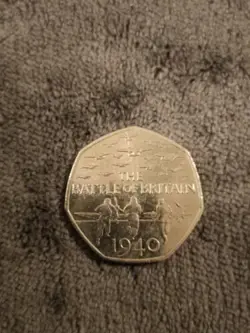 THE
BATTLE OF BRITAIN
1940